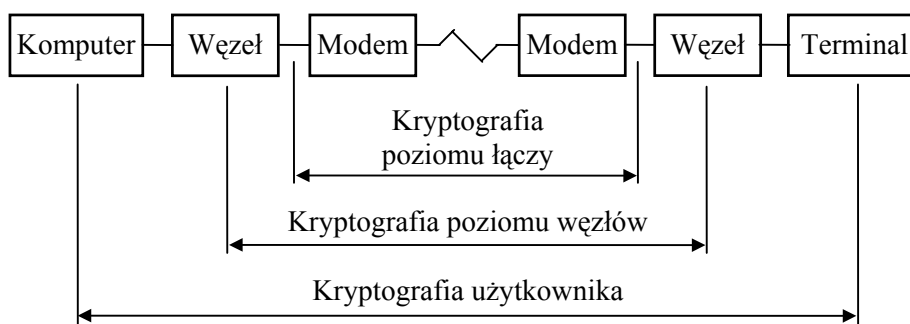 Komputer Węzeł Modem Modem Węzeł Terminal
Kryptografia
poziomu łączy
Kryptografia poziomu węzłów
Kryptografia użytkownika